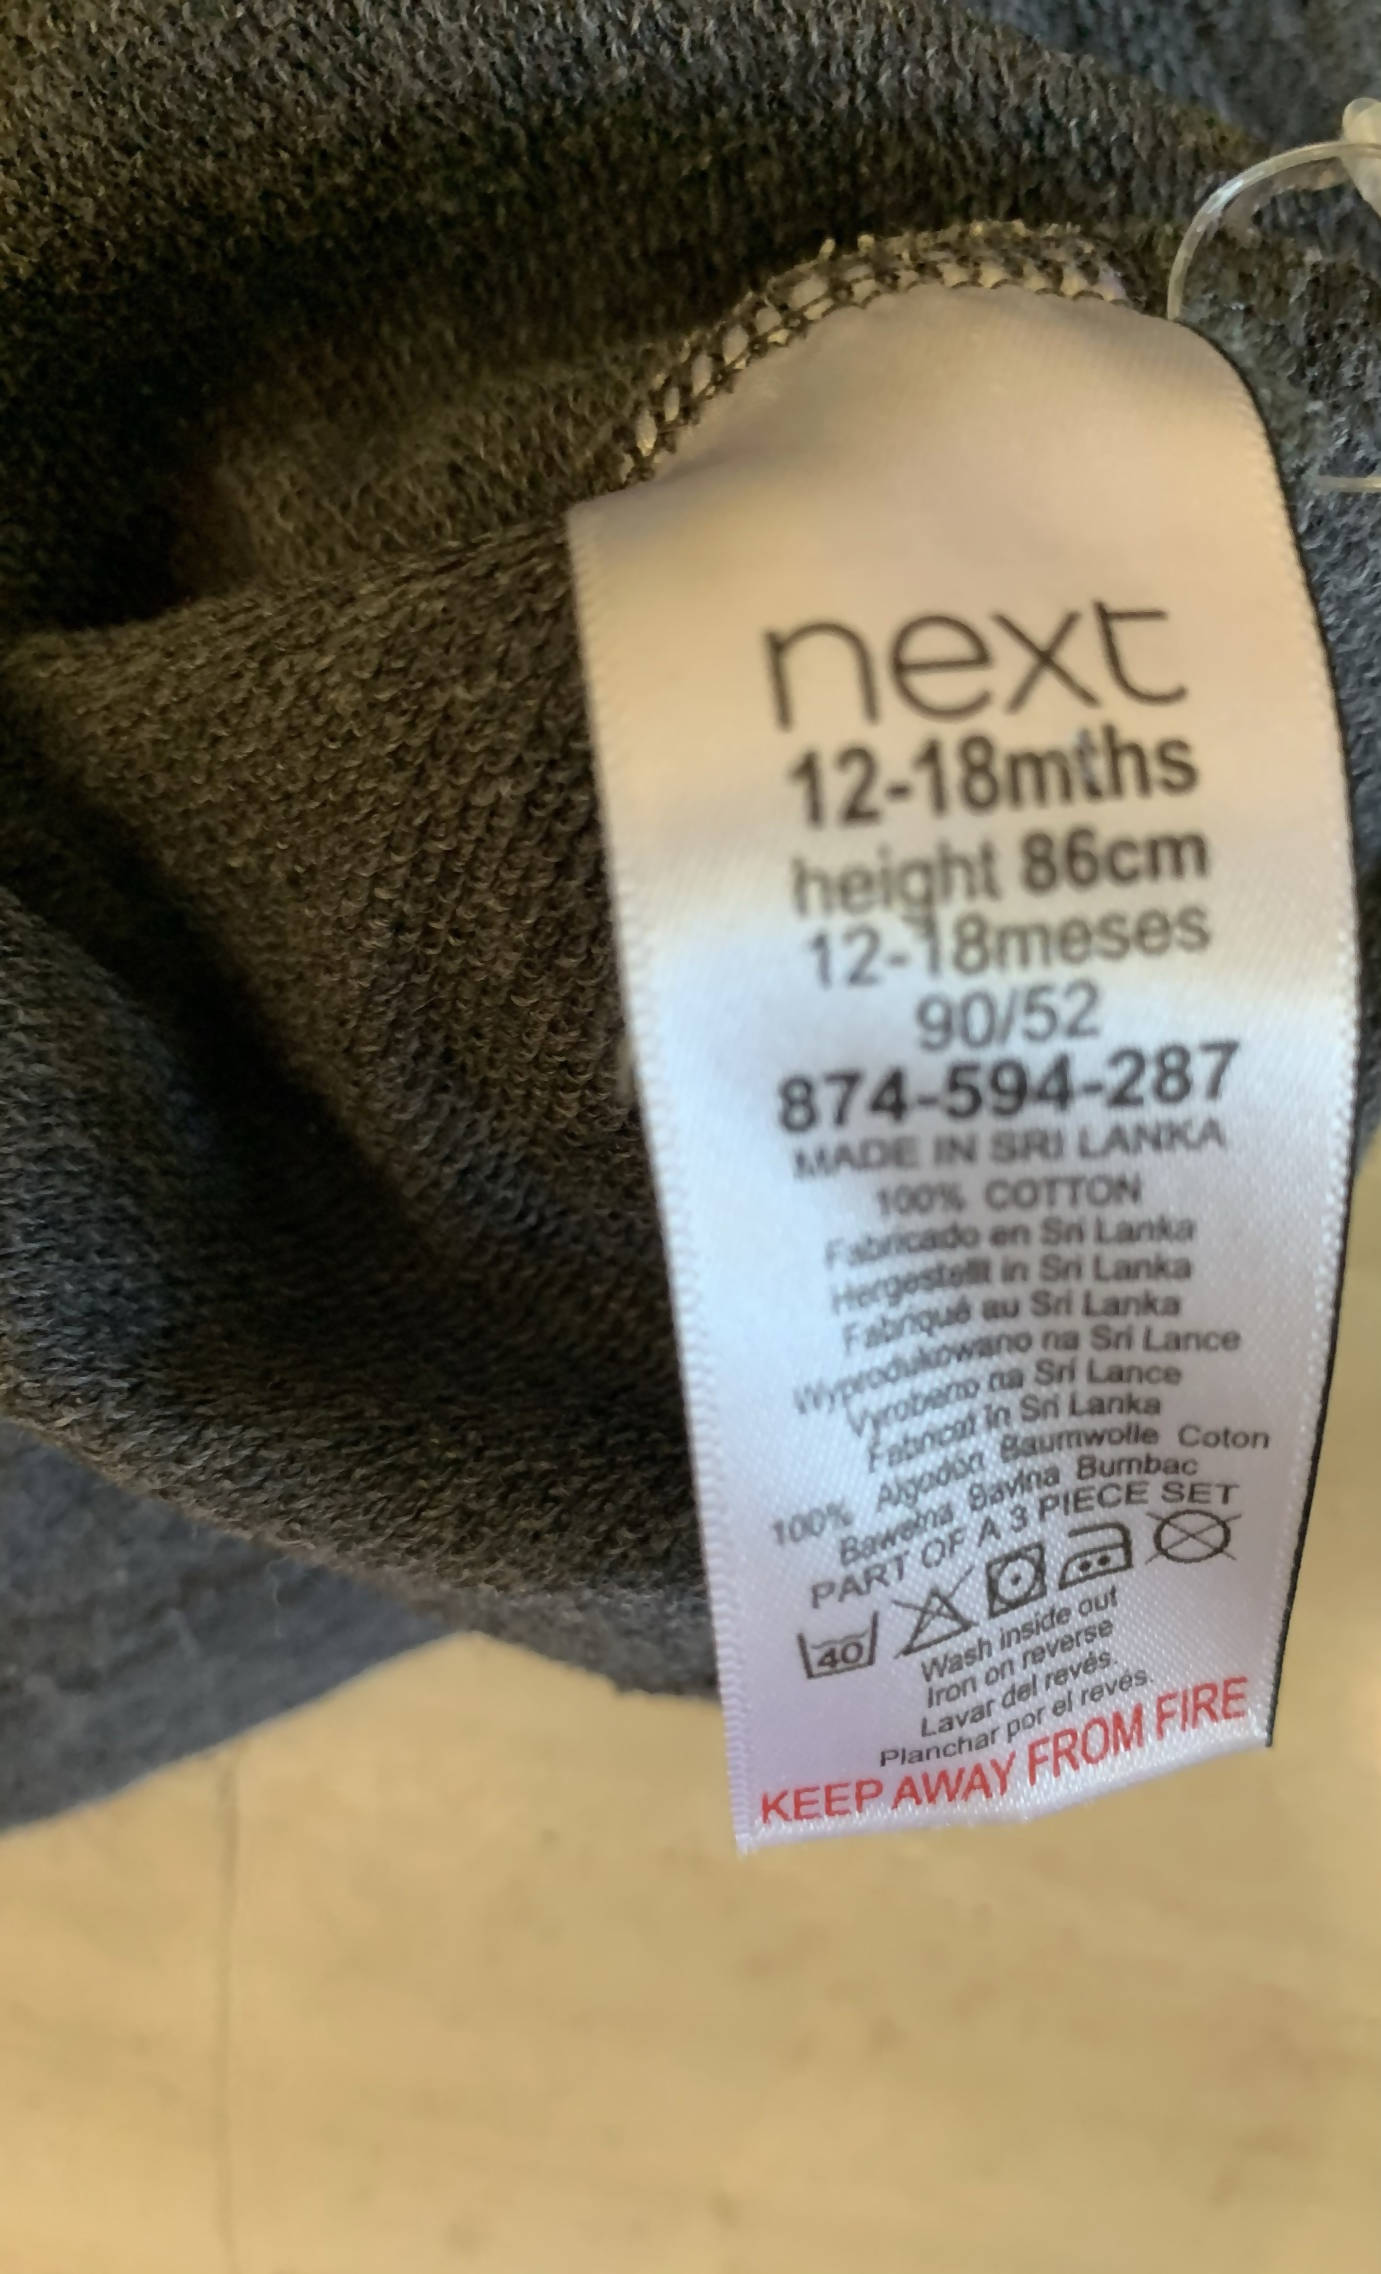 next
12-18mths
height 86cm
12-18meses
90/52
874-594-287
MADE IN SRI LANKA
100% COTTON
Fabricado en Sri Lanka
Hergestellt in Sri Lanka
Fabriqué au Sri Lanka
Wyprodukowano na Sri Lance
Vyrobeno na Srí Lance
Fabricat în Sri Lanka
100% Algodón Baumwolle Coton
Bawełna Bavlna Bumbac
PART OF A 3 PIECE SET
40
Wash inside out
Iron on reverse
Lavar del revés.
Planchar por el revés.
KEEP AWAY FROM FIRE